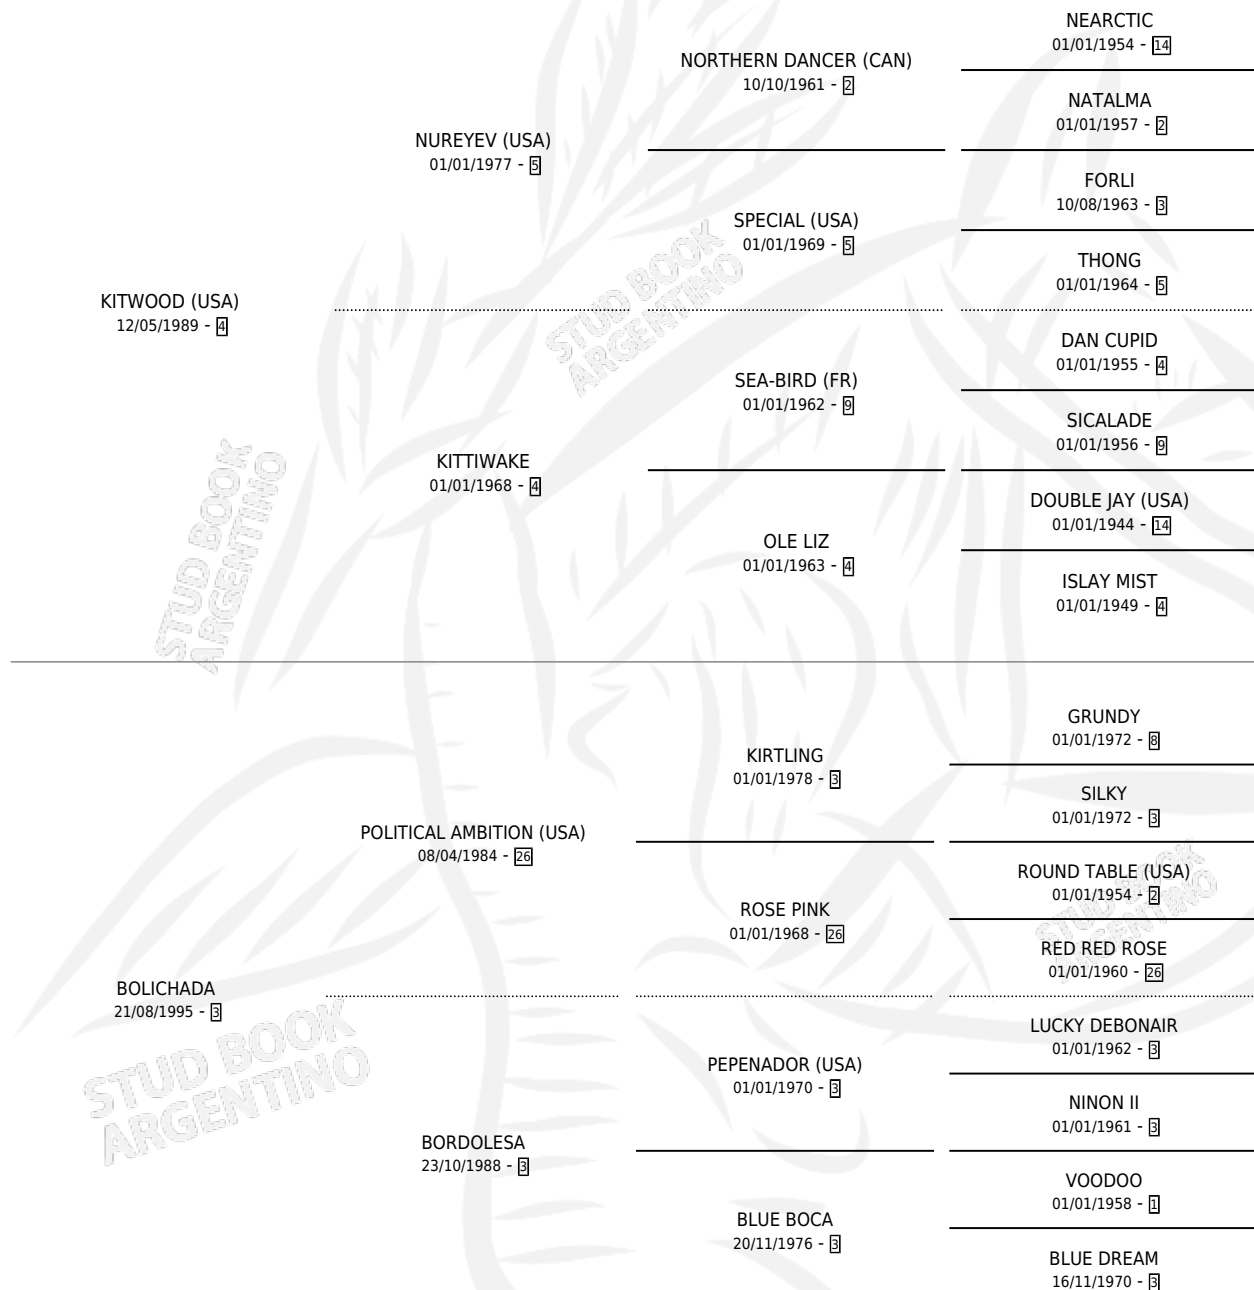 NEARCTIC
01/01/1954 - 14
NORTHERN DANCER (CAN)
10/10/1961 - 2
NATALMA
01/01/1957 - 2
NUREYEV (USA)
01/01/1977 - 5
FORLI
10/08/1963 - 3
SPECIAL (USA)
01/01/1969 - 5
THONG
01/01/1964 - 5
KITWOOD (USA)
12/05/1989 - 4
DAN CUPID
01/01/1955 - 4
SEA-BIRD (FR)
01/01/1962 - 9
SICALADE
01/01/1956 - 9
KITTIWAKE
01/01/1968 - 4
DOUBLE JAY (USA)
01/01/1944 - 14
OLE LIZ
01/01/1963 - 4
ISLAY MIST
01/01/1949 - 4
STUD BOOK
ARGENTINO
STUD BOOK
ARGENTINO
GRUNDY
01/01/1972 - 8
KIRTLING
01/01/1978 - 3
SILKY
01/01/1972 - 3
POLITICAL AMBITION (USA)
08/04/1984 - 26
ROUND TABLE (USA)
01/01/1954 - 2
ROSE PINK
01/01/1968 - 26
RED RED ROSE
01/01/1960 - 26
STUD BOOK
ARGENTINO
BOLICHADA
21/08/1995 - 3
LUCKY DEBONAIR
01/01/1962 - 3
PEPENADOR (USA)
01/01/1970 - 3
NINON II
01/01/1961 - 3
BORDOLESA
23/10/1988 - 3
VOODOO
01/01/1958 - 1
BLUE BOCA
20/11/1976 - 3
BLUE DREAM
16/11/1970 - 3
STUD BOOK
ARGENTINO